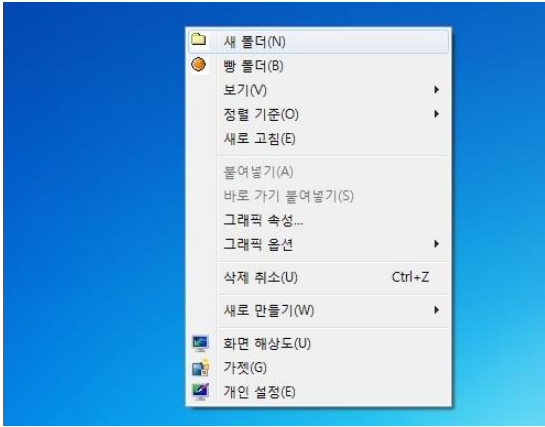 새 폴더(N)
빵 폴더(B)
보기(V)
정렬 기준(O)
새로 고침(E)
붙여넣기(A)
바로 가기 붙여넣기(S)
그래픽 속성...
그래픽 옵션
삭제 취소(U) Ctrl+Z
새로 만들기(W)
화면 해상도(U)
가젯(G)
개인 설정(E)